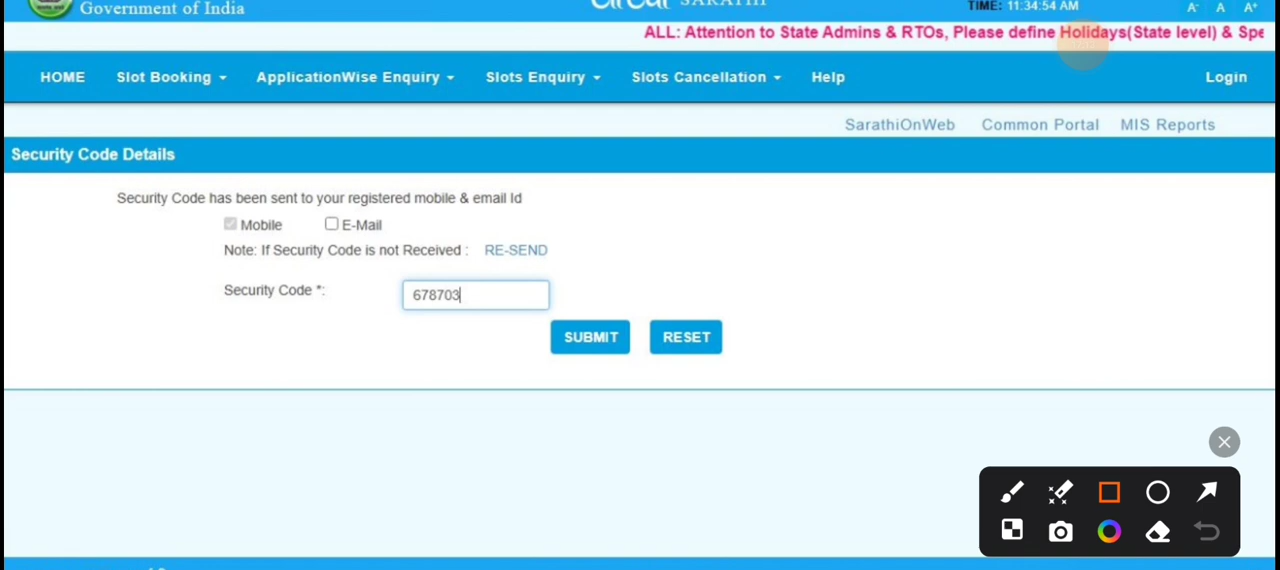 Government of India
SARATHI
TIME: 11:34:54 AM
A- A A+
ALL: Attention to State Admins & RTOs, Please define Holidays(State level) & Spe
HOME Slot Booking ApplicationWise Enquiry Slots Enquiry Slots Cancellation Help Login
SarathiOnWeb Common Portal MIS Reports
Security Code Details
Security Code has been sent to your registered mobile & email Id
Mobile E-Mail
Note: If Security Code is not Received : RE-SEND
Security Code *: 678703
SUBMIT RESET